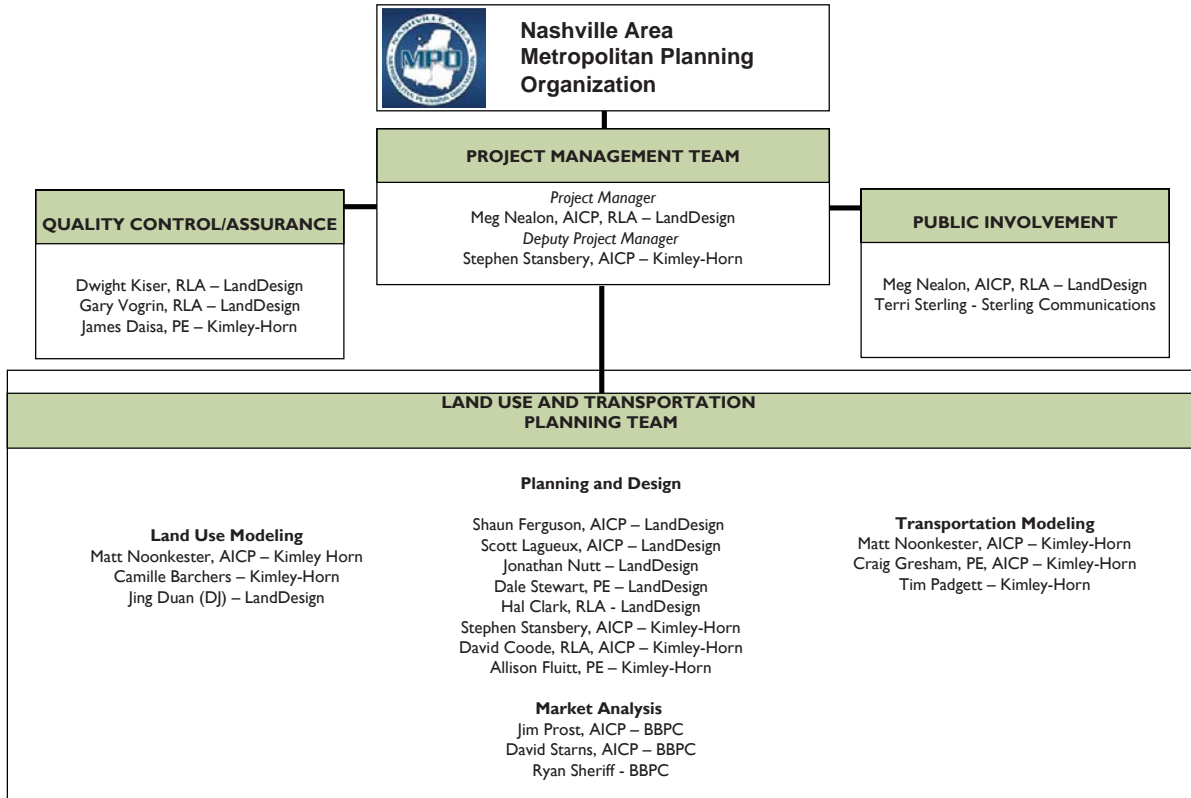 NASHVILLE AREA
MPO
METROPOLITAN PLANNING ORGANIZATION
Nashville Area
Metropolitan Planning
Organization
PROJECT MANAGEMENT TEAM
Project Manager
Meg Nealon, AICP, RLA – LandDesign
Deputy Project Manager
Stephen Stansbery, AICP – Kimley-Horn
QUALITY CONTROL/ASSURANCE
Dwight Kiser, RLA – LandDesign
Gary Vogrin, RLA – LandDesign
James Daisa, PE – Kimley-Horn
PUBLIC INVOLVEMENT
Meg Nealon, AICP, RLA – LandDesign
Terri Sterling - Sterling Communications
LAND USE AND TRANSPORTATION
PLANNING TEAM
Land Use Modeling
Matt Noonkester, AICP – Kimley Horn
Camille Barchers – Kimley-Horn
Jing Duan (DJ) – LandDesign
Planning and Design
Shaun Ferguson, AICP – LandDesign
Scott Lagueux, AICP – LandDesign
Jonathan Nutt – LandDesign
Dale Stewart, PE – LandDesign
Hal Clark, RLA - LandDesign
Stephen Stansbery, AICP – Kimley-Horn
David Coode, RLA, AICP – Kimley-Horn
Allison Fluitt, PE – Kimley-Horn
Market Analysis
Jim Prost, AICP – BBPC
David Starns, AICP – BBPC
Ryan Sheriff - BBPC
Transportation Modeling
Matt Noonkester, AICP – Kimley-Horn
Craig Gresham, PE, AICP – Kimley-Horn
Tim Padgett – Kimley-Horn